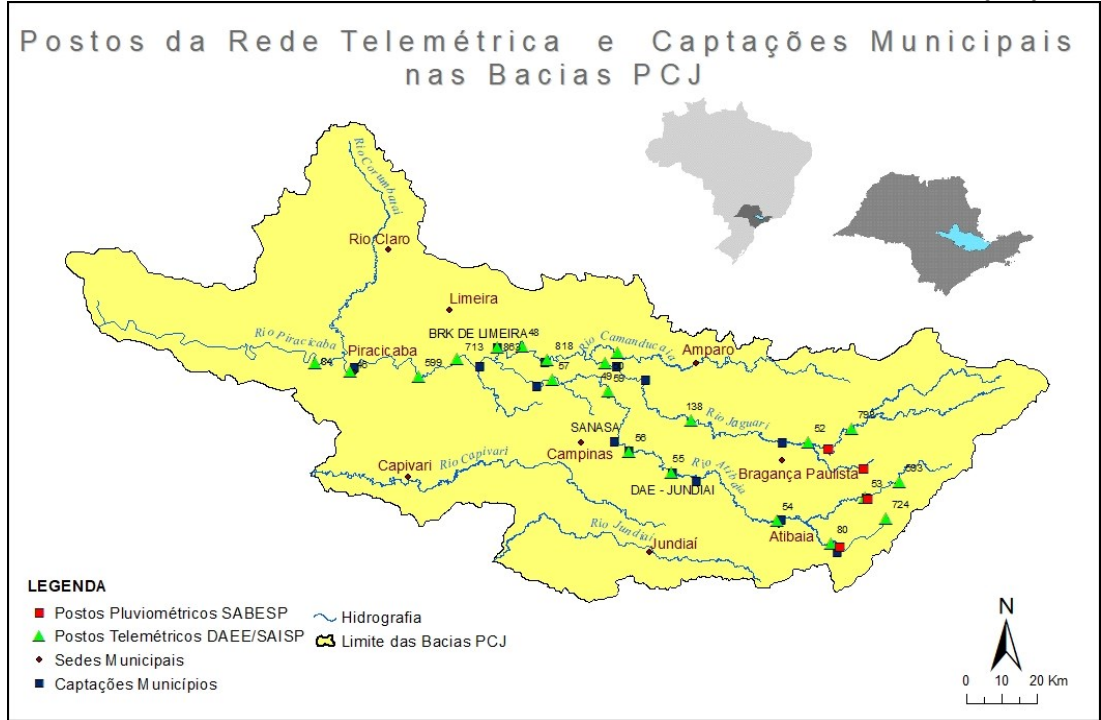 Postos da Rede Telemétrica e Captações Municipais
nas Bacias PCJ
Rio Corumbataí
Rio Claro
Limeira
BRK DE LIMEIRA
48
Rio Piracicaba
Piracicaba
713
818
Rio Camanducaia
Amparo
84
599
57
49
138
Rio Jaguari
SANASA
52
Campinas
56
Capivari
Rio Capivari
55
Rio Atibaia
Bragança Paulista
DAE - JUNDIAI
53
593
54
724
Atibaia
80
Rio Jundiaí
Jundiaí
LEGENDA
Postos Pluviométricos SABESP
Hidrografia
Postos Telemétricos DAEE/SAISP
Limite das Bacias PCJ
Sedes Municipais
Captações Municípios
N
0 10 20 Km